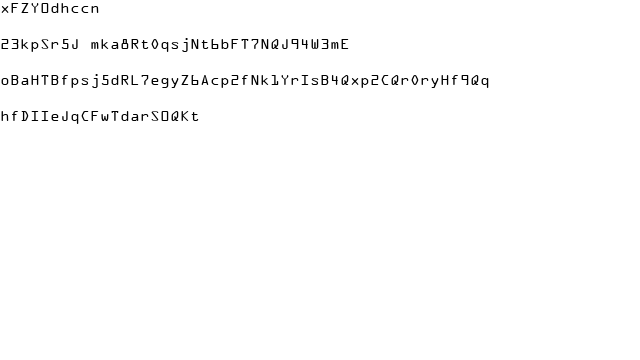 xFZYOdhccn
23kpSr5J mka8Rt0qsjNt6bFT7NQJ94W3mE
oBaHTBfpsj5dRL7egyZ6Acp2fNk1YrIsB4Qxp2CQr0ryHf9Qq
hfDIIeJqCFwTdarSOQKt